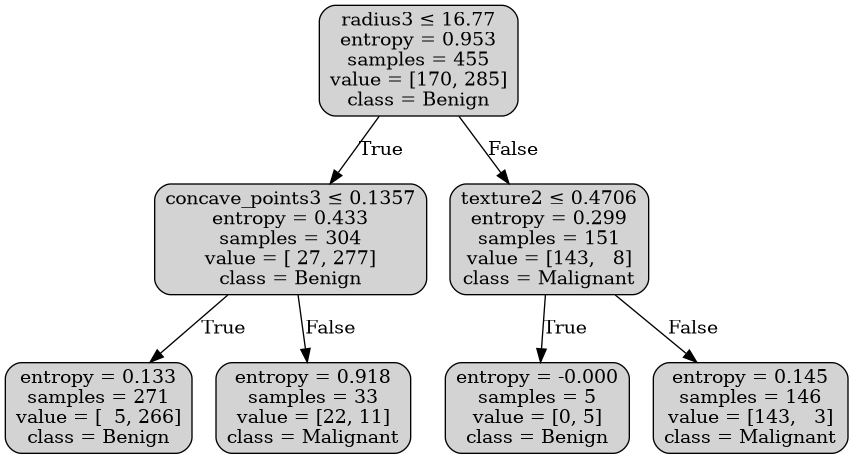 radius3 ≤ 16.77
entropy = 0.953
samples = 455
value = [170, 285]
class = Benign
True
False
concave_points3 ≤ 0.1357
entropy = 0.433
samples = 304
value = [ 27, 277]
class = Benign
texture2 ≤ 0.4706
entropy = 0.299
samples = 151
value = [143,   8]
class = Malignant
True
False
True
False
entropy = 0.133
samples = 271
value = [  5, 266]
class = Benign
entropy = 0.918
samples = 33
value = [22, 11]
class = Malignant
entropy = -0.000
samples = 5
value = [0, 5]
class = Benign
entropy = 0.145
samples = 146
value = [143,   3]
class = Malignant